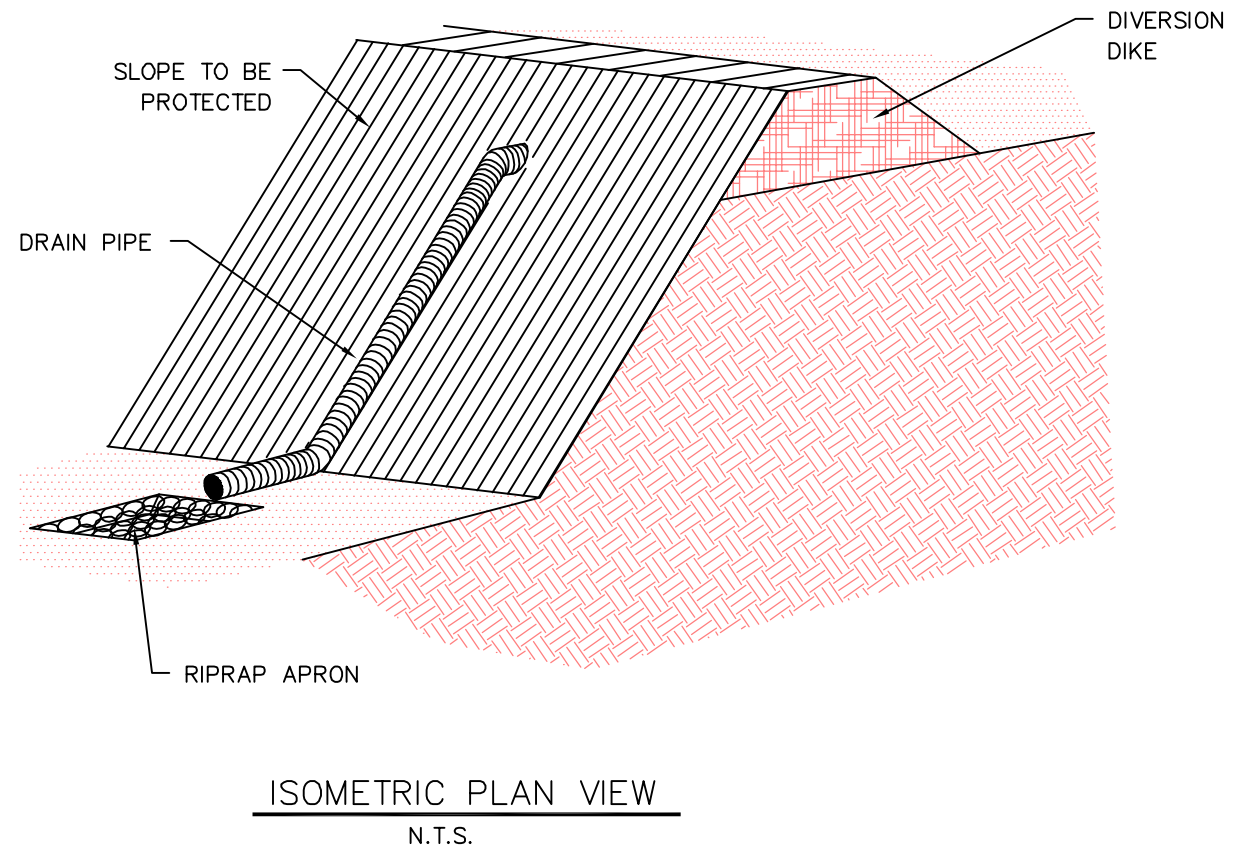 DIVERSION
DIKE
SLOPE TO BE
PROTECTED
DRAIN PIPE
RIPRAP APRON
ISOMETRIC PLAN VIEW
N.T.S.